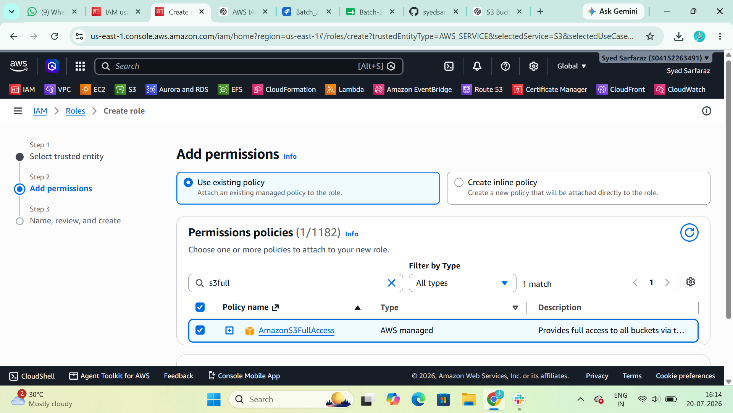 (9) Wha
IAM us
Create r
AWS IA
Batch_
Batch-
syedsar
S3 Buck
Ask Gemini
us-east-1.console.aws.amazon.com/iam/home?region=us-east-1#/roles/create?trustedEntityType=AWS_SERVICE&selectedService=S3&selectedUseCase...
aws
Search
[Alt+S]
Global
Syed Sarfaraz (304152263491)
Syed Sarfaraz
IAM
VPC
EC2
S3
Aurora and RDS
EFS
CloudFormation
Lambda
Amazon EventBridge
Route 53
Certificate Manager
CloudFront
CloudWatch
IAM > Roles > Create role
Step 1
Select trusted entity
Step 2
Add permissions
Step 3
Name, review, and create
Add permissions Info
Use existing policy
Attach an existing managed policy to the role.
Create inline policy
Create a new policy that will be attached directly to the role.
Permissions policies (1/1182) Info
Choose one or more policies to attach to your new role.
Filter by Type
s3full
All types
1 match
1
Policy name
Type
Description
AmazonS3FullAccess
AWS managed
Provides full access to all buckets via t...
CloudShell
Agent Toolkit for AWS
Feedback
Console Mobile App
© 2026, Amazon Web Services, Inc. or its affiliates.
Privacy
Terms
Cookie preferences
2
30°C
Mostly cloudy
Search
ENG
IN
16:14
20-07-2026